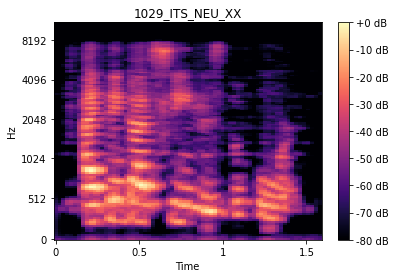 1029_ITS_NEU_XX
+0 dB
8192
-10 dB
4096
-20 dB
-30 dB
2048
Hz
-40 dB
1024
-50 dB
512
-60 dB
-70 dB
0
-80 dB
0
0.5
1
1.5
Time